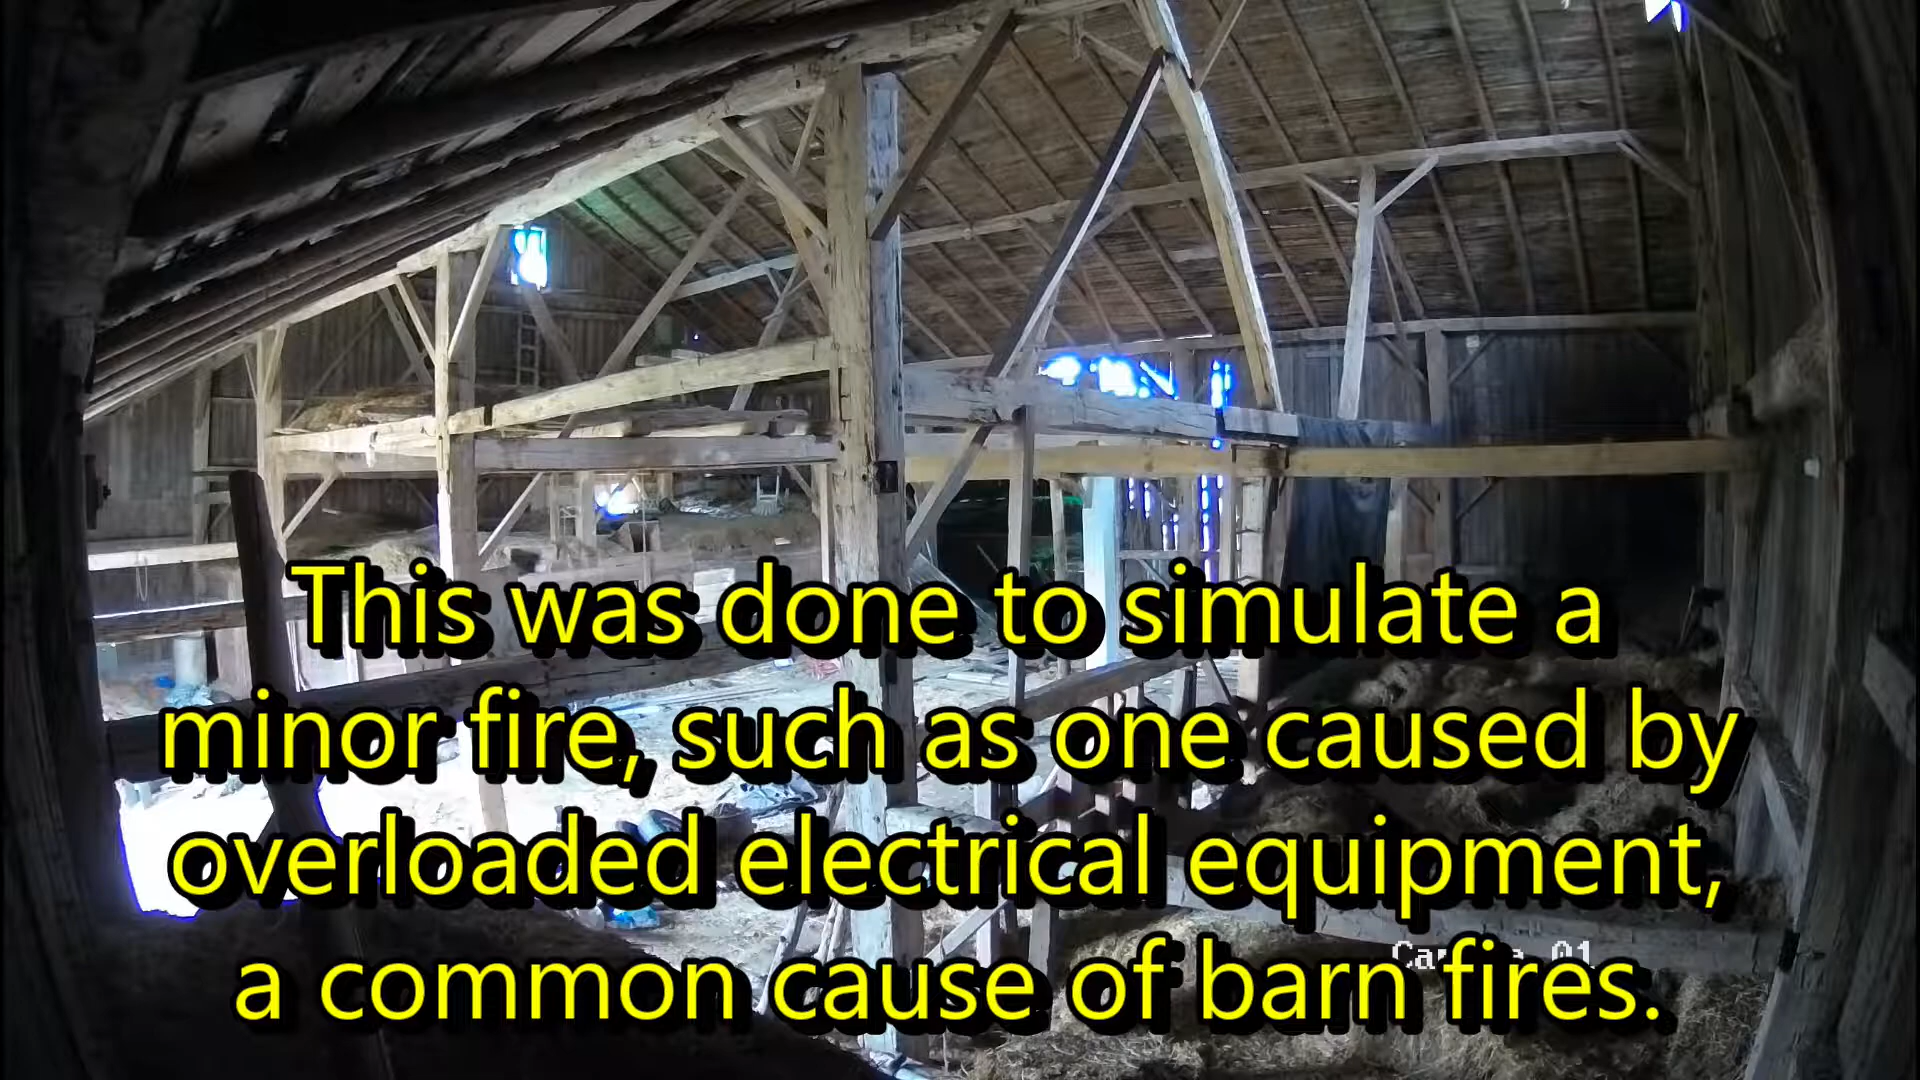 This was done to simulate a
minor fire, such as one caused by
overloaded electrical equipment,
a common cause of barn fires.
01